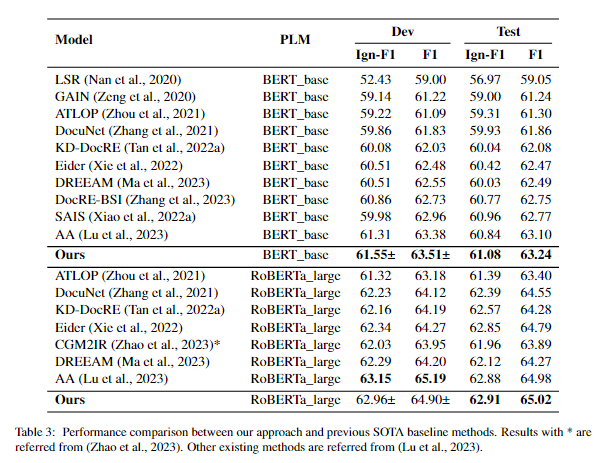 Model PLM Dev Test
Ign-F1 F1 Ign-F1 F1
LSR (Nan et al., 2020) BERT_base 52.43 59.00 56.97 59.05
GAIN (Zeng et al., 2020) BERT_base 59.14 61.22 59.00 61.24
ATLOP (Zhou et al., 2021) BERT_base 59.22 61.09 59.31 61.30
DocuNet (Zhang et al., 2021) BERT_base 59.86 61.83 59.93 61.86
KD-DocRE (Tan et al., 2022a) BERT_base 60.08 62.03 60.04 62.08
Eider (Xie et al., 2022) BERT_base 60.51 62.48 60.42 62.47
DREEAM (Ma et al., 2023) BERT_base 60.51 62.55 60.03 62.49
DocRE-BSI (Zhang et al., 2023) BERT_base 60.86 62.73 60.77 62.75
SAIS (Xiao et al., 2022a) BERT_base 59.98 62.96 60.96 62.77
AA (Lu et al., 2023) BERT_base 61.31 63.38 60.84 63.10
Ours BERT_base 61.55± 63.51± 61.08 63.24
ATLOP (Zhou et al., 2021) RoBERTa_large 61.32 63.18 61.39 63.40
DocuNet (Zhang et al., 2021) RoBERTa_large 62.23 64.12 62.39 64.55
KD-DocRE (Tan et al., 2022a) RoBERTa_large 62.16 64.19 62.57 64.28
Eider (Xie et al., 2022) RoBERTa_large 62.34 64.27 62.85 64.79
CGM2IR (Zhao et al., 2023)* RoBERTa_large 62.03 63.95 61.96 63.89
DREEAM (Ma et al., 2023) RoBERTa_large 62.29 64.20 62.12 64.27
AA (Lu et al., 2023) RoBERTa_large 63.15 65.19 62.88 64.98
Ours RoBERTa_large 62.96± 64.90± 62.91 65.02
Table 3: Performance comparison between our approach and previous SOTA baseline methods. Results with * are
referred from (Zhao et al., 2023). Other existing methods are referred from (Lu et al., 2023).